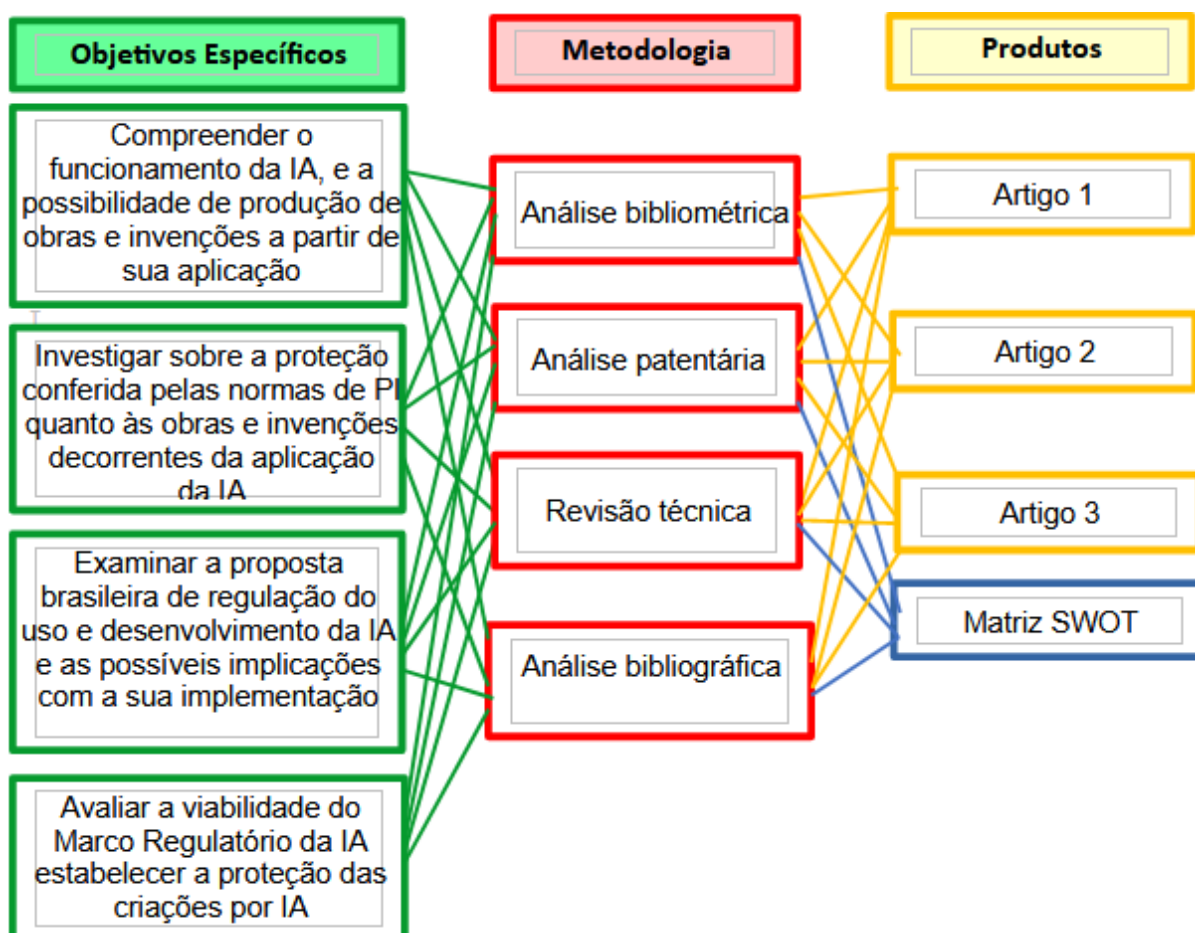 Objetivos Específicos
Compreender o
funcionamento da IA, e a
possibilidade de produção de
obras e invenções a partir de
sua aplicação
Investigar sobre a proteção
conferida pelas normas de PI
quanto às obras e invenções
decorrentes da aplicação
da IA
Examinar a proposta
brasileira de regulação do
uso e desenvolvimento da IA
e as possíveis implicações
com a sua implementação
Avaliar a viabilidade do
Marco Regulatório da IA
estabelecer a proteção das
criações por IA
Metodologia
Análise bibliométrica
Análise patentária
Revisão técnica
Análise bibliográfica
Produtos
Artigo 1
Artigo 2
Artigo 3
Matriz SWOT